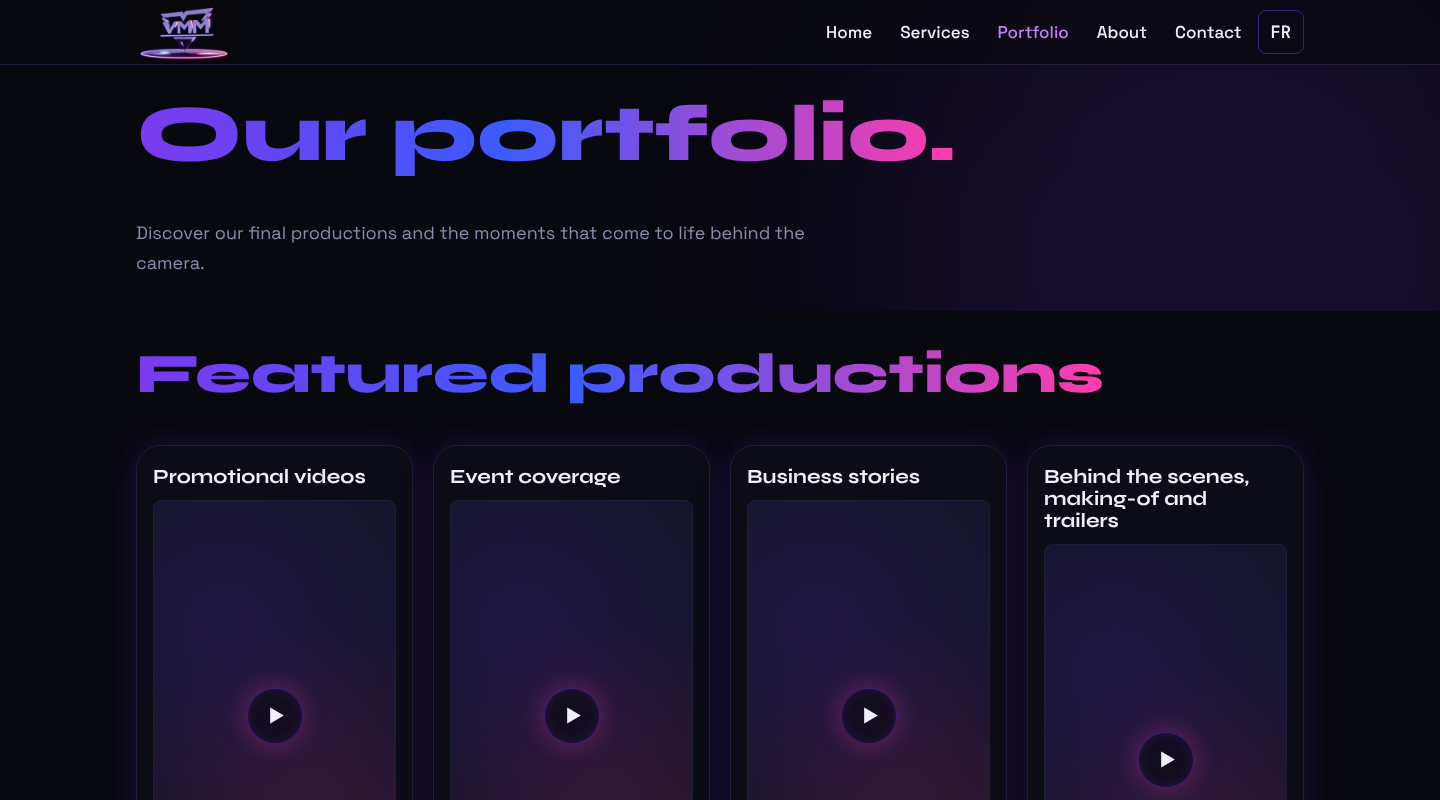 VMM
Home Services Portfolio About Contact FR
Our portfolio.
Discover our final productions and the moments that come to life behind the
camera.
Featured productions
Promotional videos
Event coverage
Business stories
Behind the scenes,
making-of and
trailers